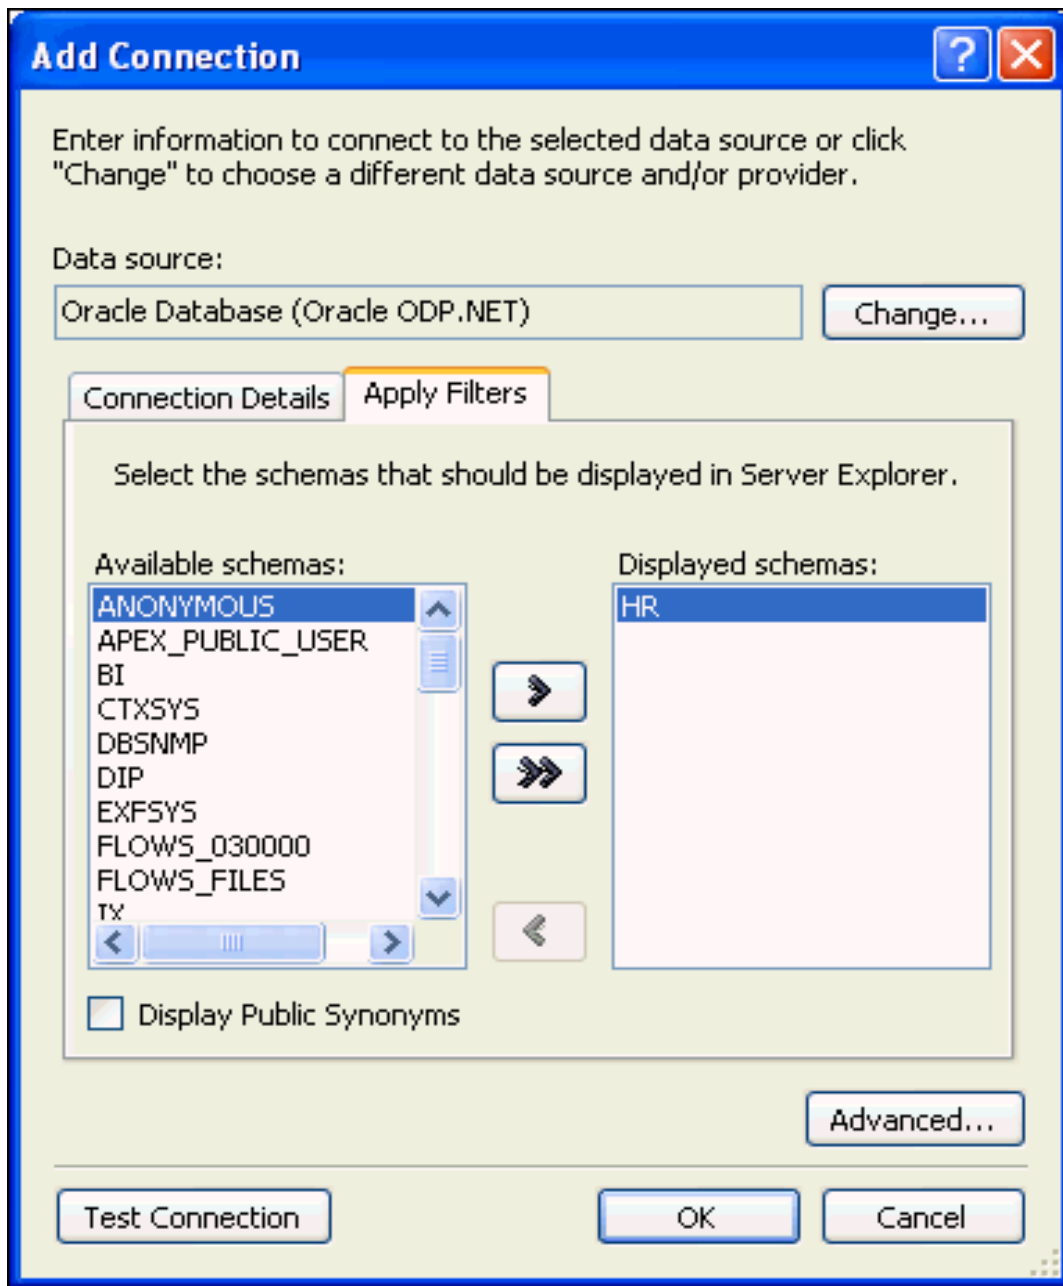 Add Connection
Enter information to connect to the selected data source or click
"Change" to choose a different data source and/or provider.
Data source:
Oracle Database (Oracle ODP.NET)
Change...
Connection Details
Apply Filters
Select the schemas that should be displayed in Server Explorer.
Available schemas:
ANONYMOUS
APEX_PUBLIC_USER
BI
CTXSYS
DBSNMP
DIP
EXFSYS
FLOWS_030000
FLOWS_FILES
IX
Displayed schemas:
HR
Display Public Synonyms
Advanced...
Test Connection
OK
Cancel